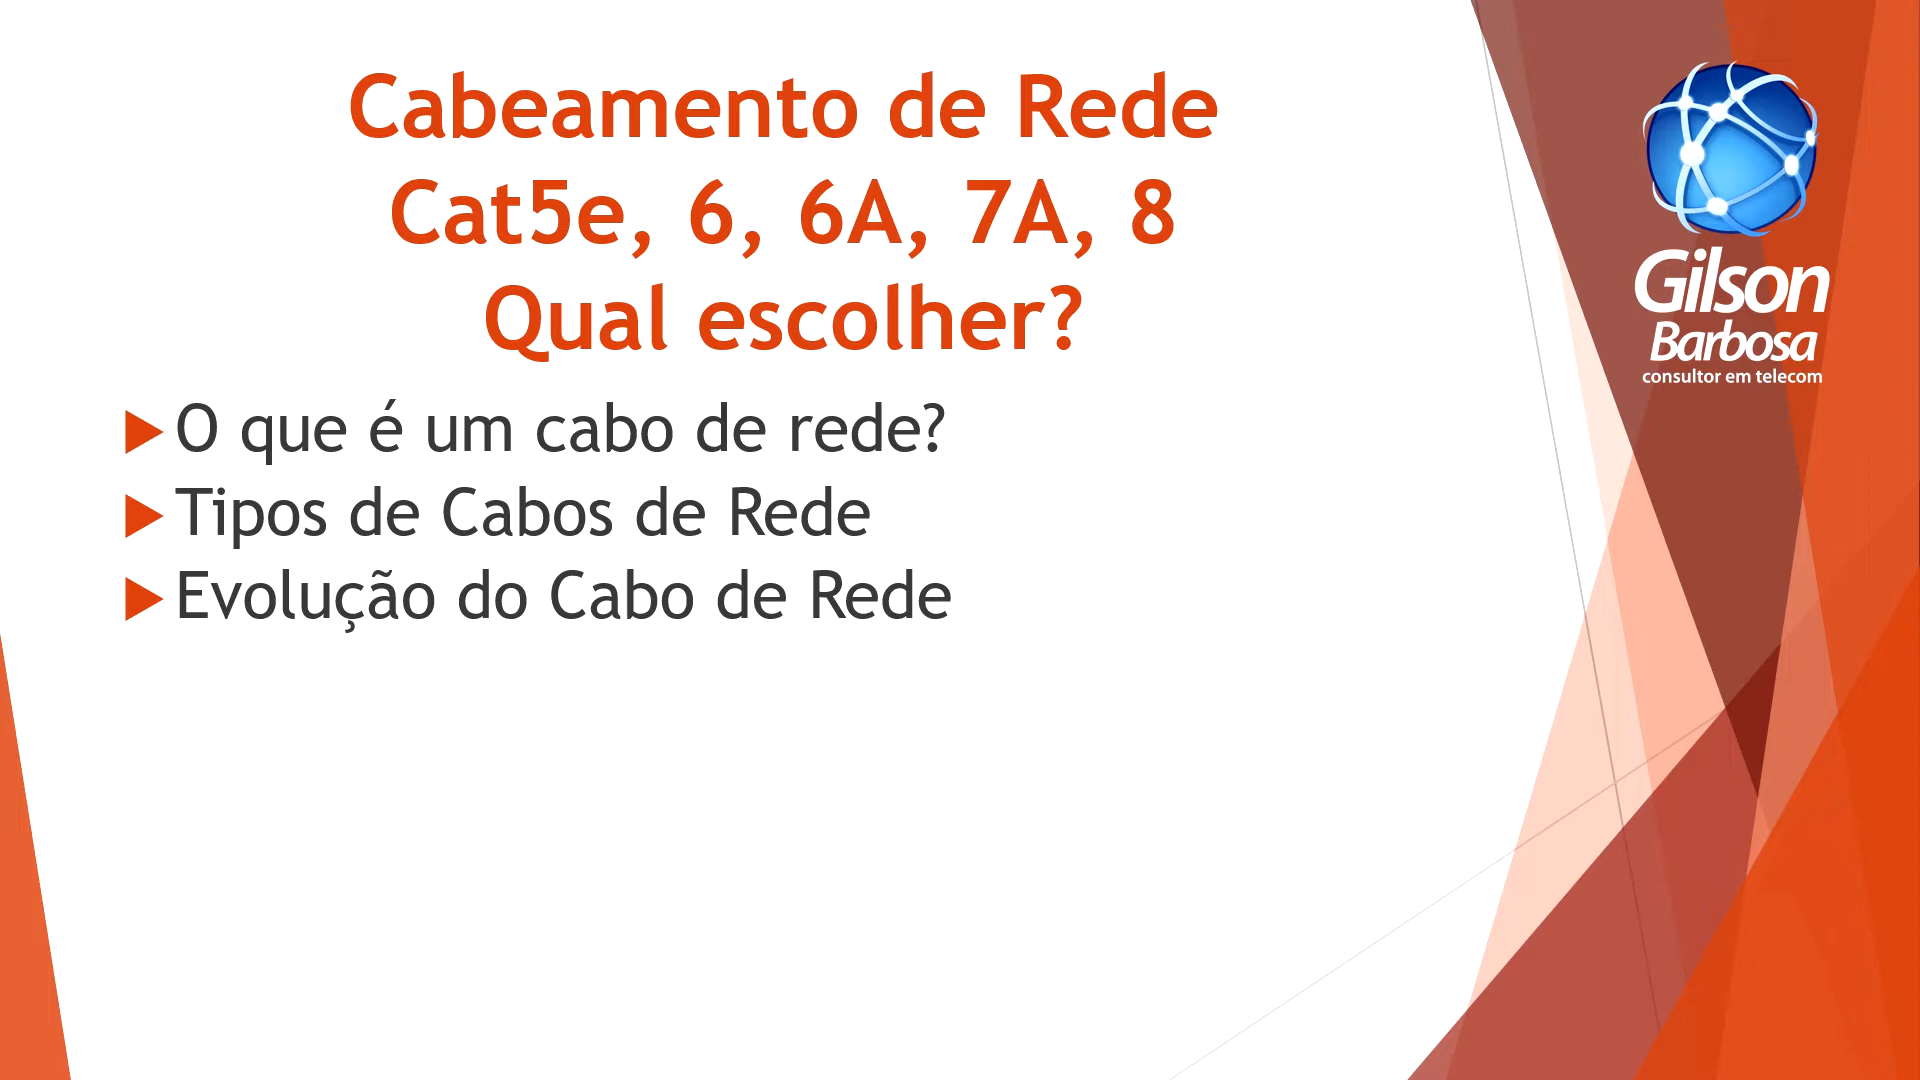 Cabeamento de Rede
Cat5e, 6, 6A, 7A, 8
Qual escolher?
O que é um cabo de rede?
Tipos de Cabos de Rede
Evolução do Cabo de Rede
Gilson
Barbosa
consultor em telecom